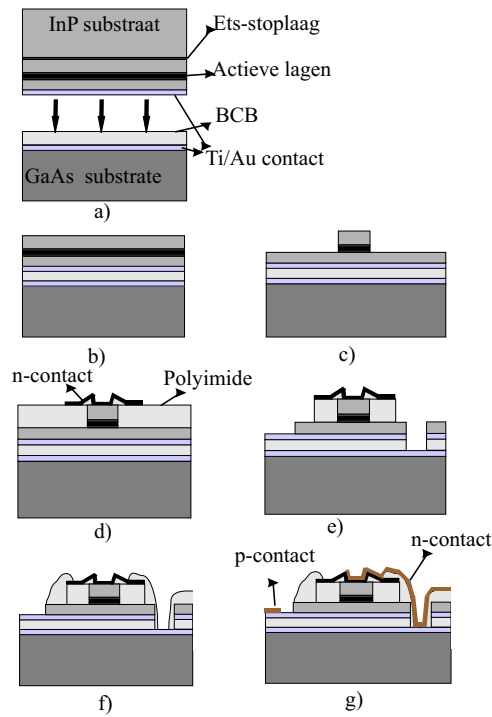 InP substraat
Ets-stoplaag
Actieve lagen
BCB
Ti/Au contact
GaAs substrate
a)
b)
c)
n-contact
Polyimide
d)
e)
p-contact
n-contact
f)
g)